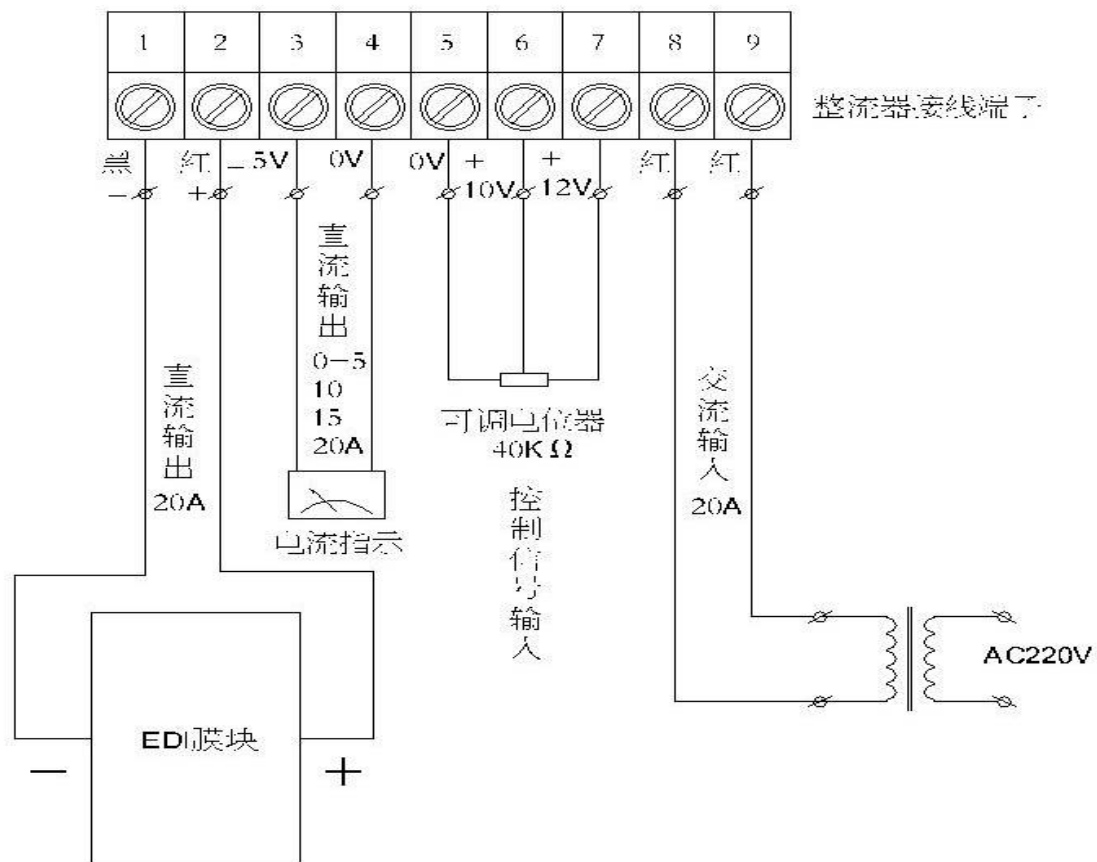 1 2 3 4 5 6 7 8 9
整流器接线端子
黑 红 -5V 0V 0V + + 红 红
- + 10V 12V
直流输出
0-5
10
15
20A
直流输出
20A
可调电位器
40KΩ
交流输入
20A
控制信号输入
电流指示
AC220V
EDI膜块
- +